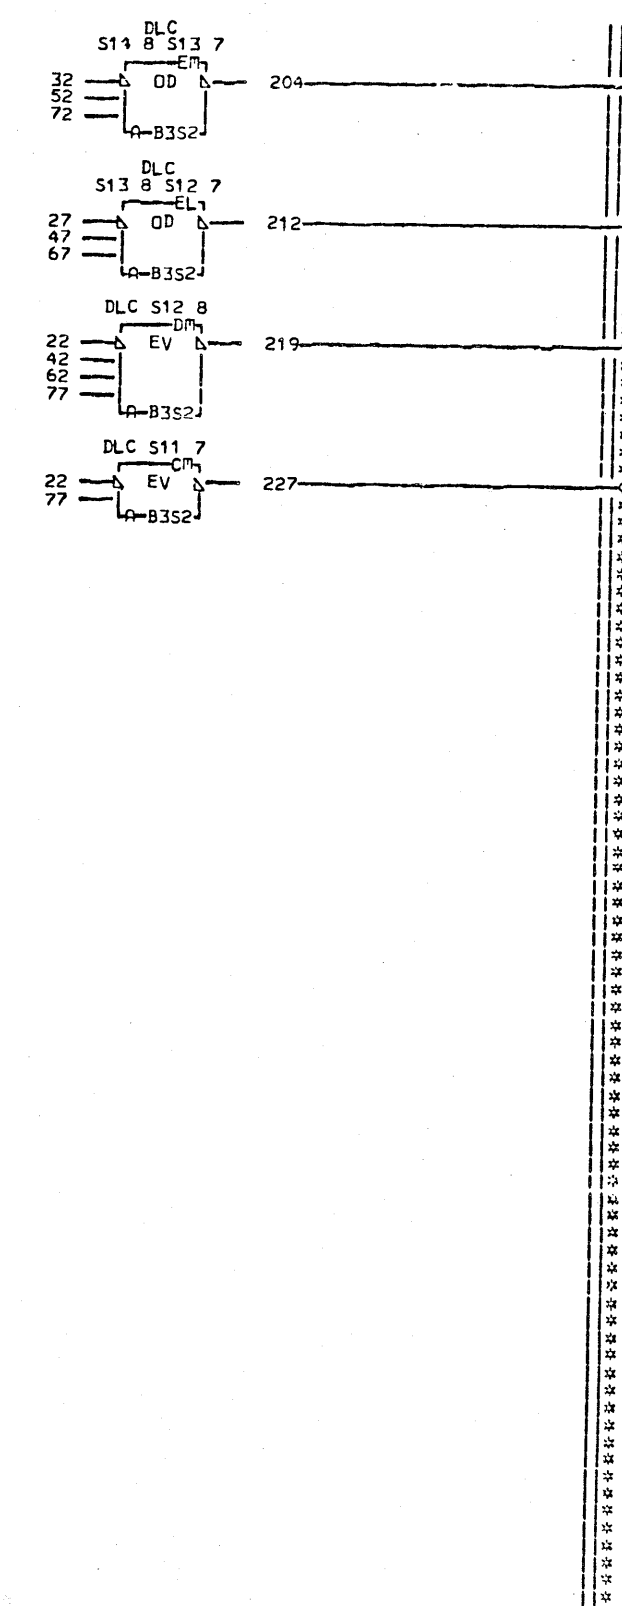 DLC
S14 8 S13 7
EM
32 OD 204
52
72
A B3S2
DLC
S13 8 S12 7
EL
27 OD 212
47
67
A B3S2
DLC S12 8
DM
22 EV 219
42
62
77
A B3S2
DLC S11 7
CM
22 EV 227
77
A B3S2